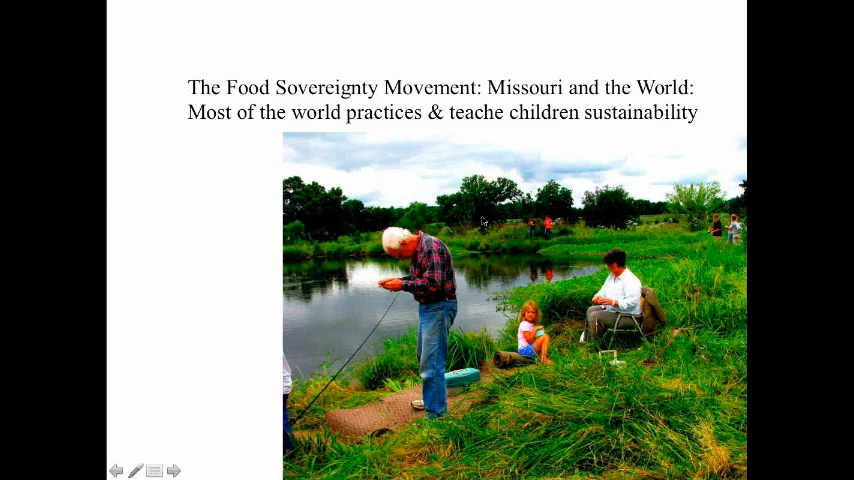 The Food Sovereignty Movement: Missouri and the World:
Most of the world practices & teache children sustainability